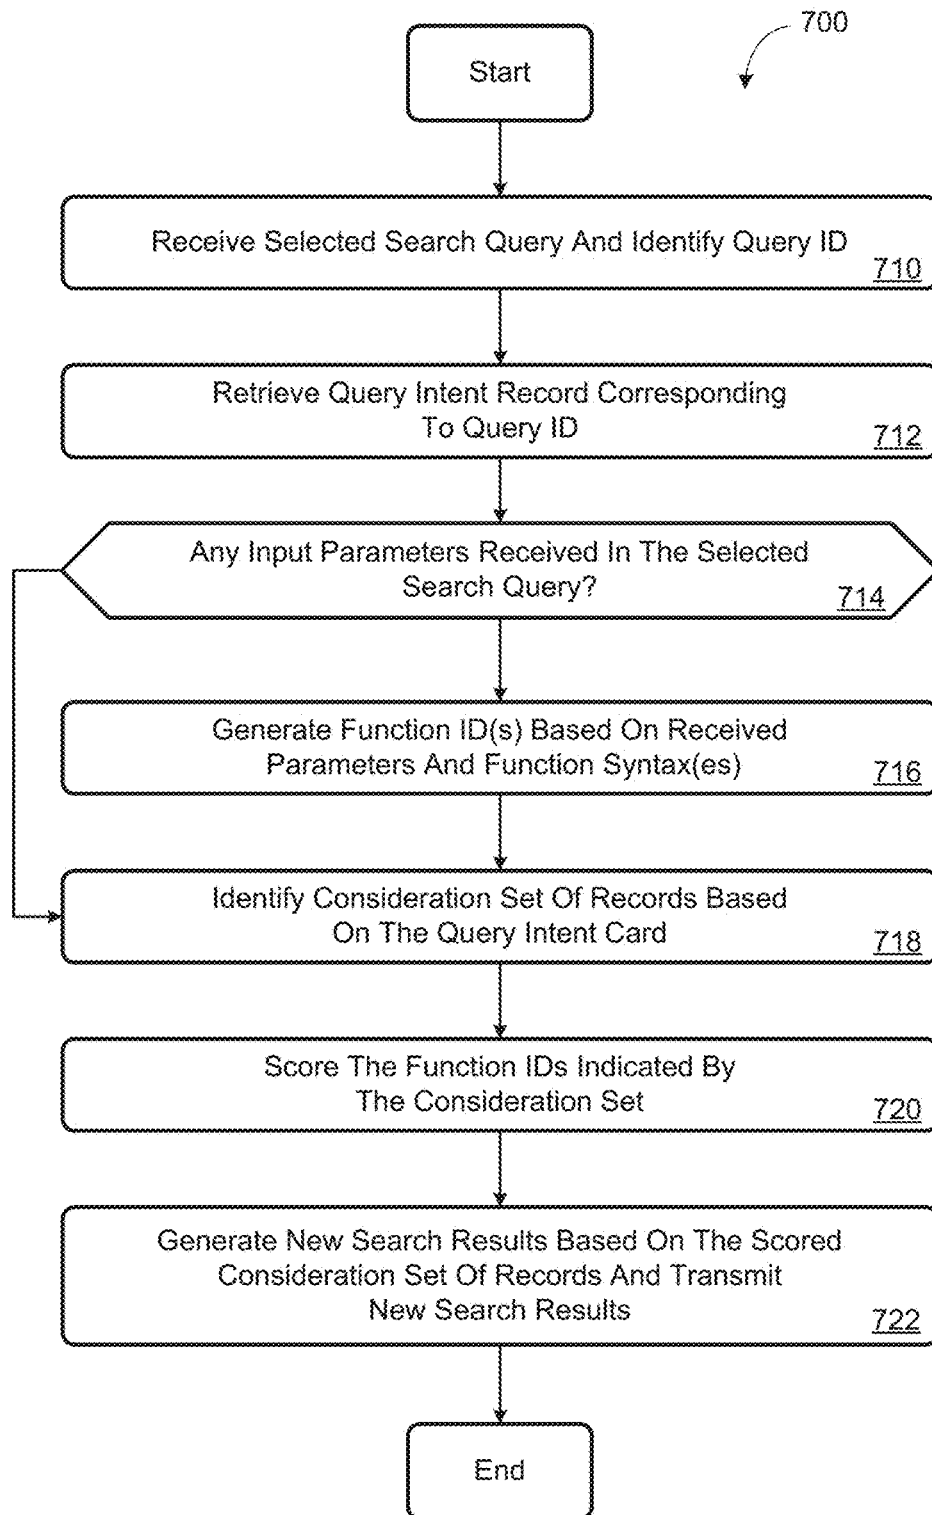 700
Start
Receive Selected Search Query And Identify Query ID
710
Retrieve Query Intent Record Corresponding
To Query ID
712
Any Input Parameters Received In The Selected
Search Query?
714
Generate Function ID(s) Based On Received
Parameters And Function Syntax(es)
716
Identify Consideration Set Of Records Based
On The Query Intent Card
718
Score The Function IDs Indicated By
The Consideration Set
720
Generate New Search Results Based On The Scored
Consideration Set Of Records And Transmit
New Search Results
722
End